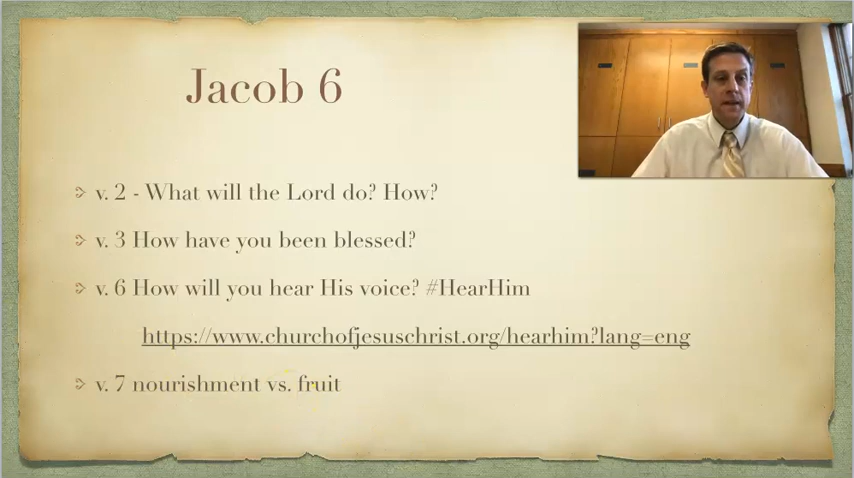 Jacob 6
v. 2 - What will the Lord do? How?
v. 3 How have you been blessed?
v. 6 How will you hear His voice? #HearHim
https://www.churchofjesuschrist.org/hearhim?lang=eng
v. 7 nourishment vs. fruit